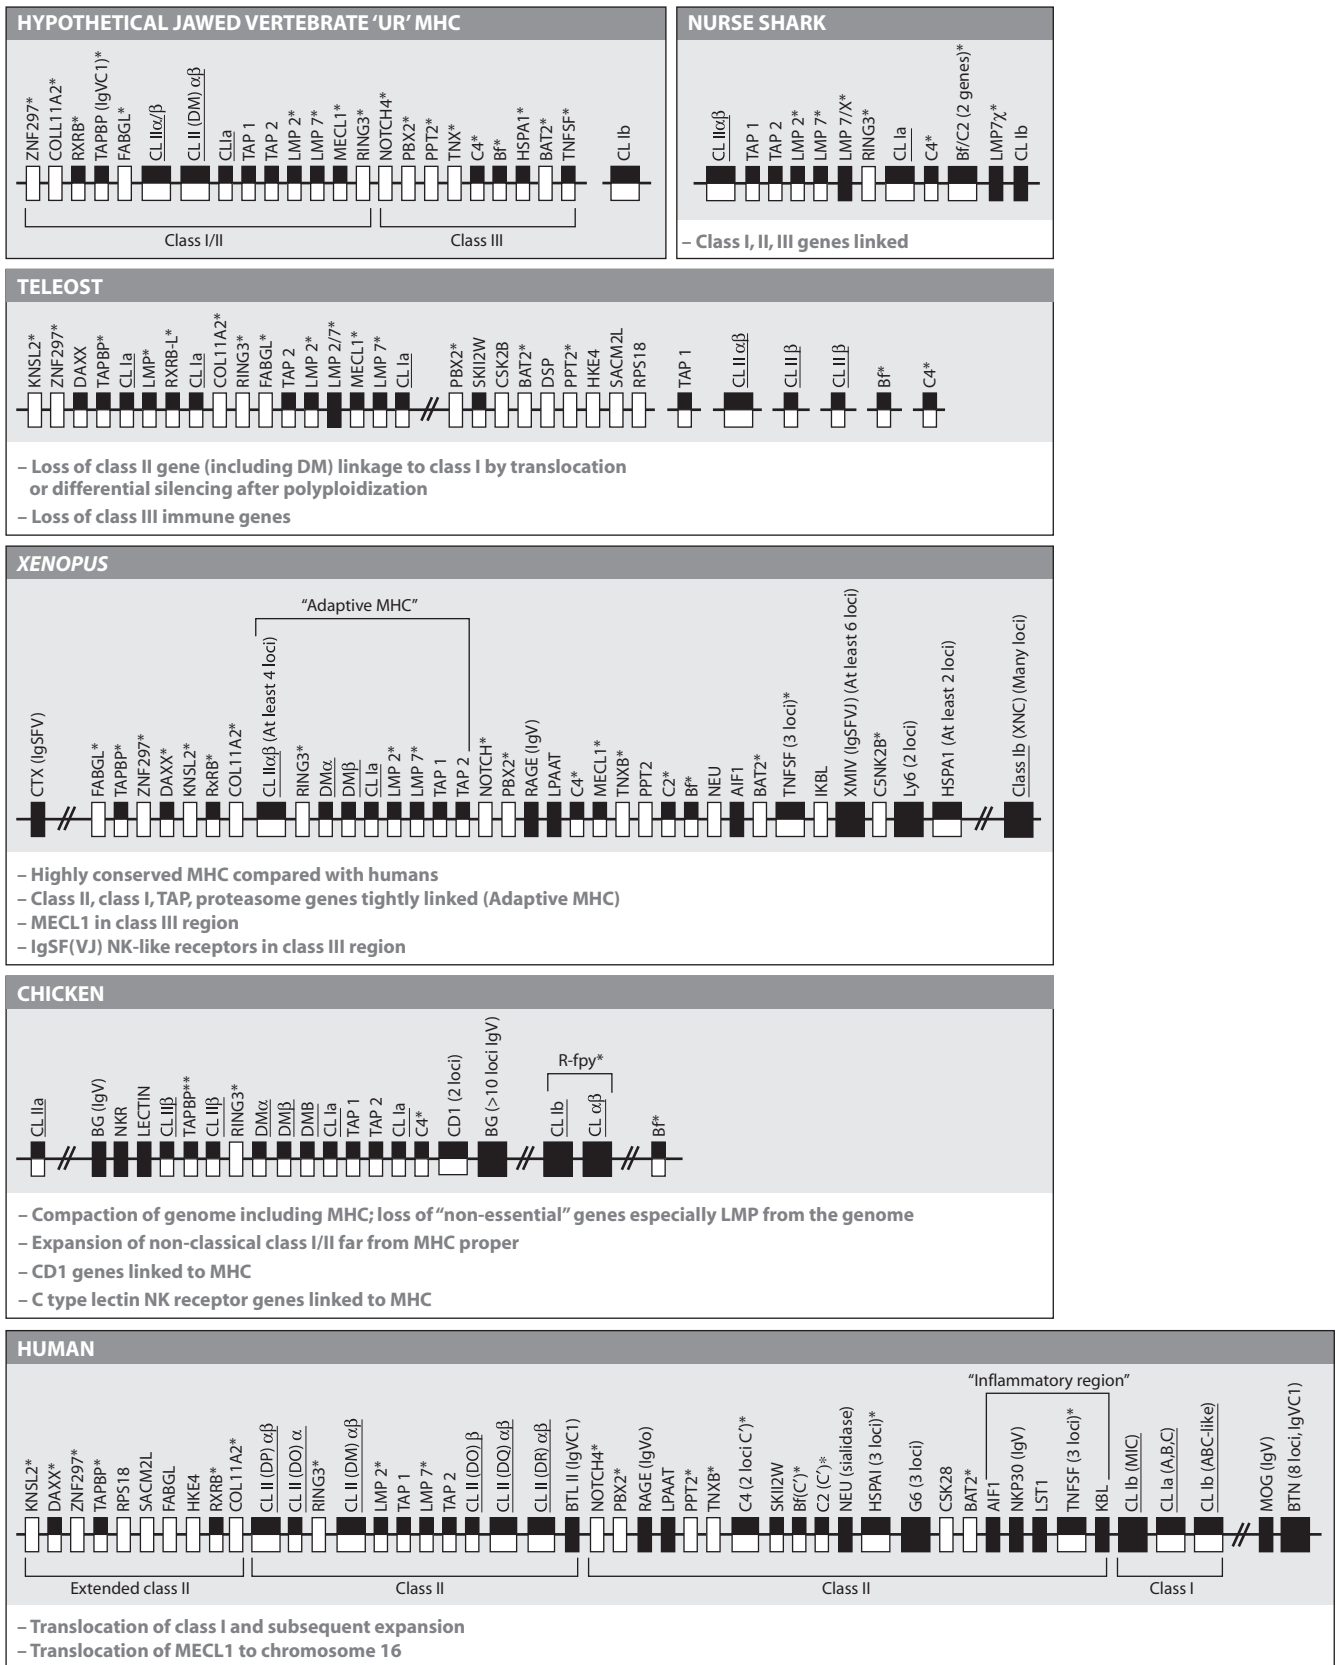 HYPOTHETICAL JAWED VERTEBRATE ‘UR’ MHC
ZNF297*
COLL11A2*
RXRB*
TAPBP (IgVC1)*
FABGL*
CL IIα/β
CL II (DM) αβ
CLIa
TAP 1
TAP 2
LMP 2*
LMP 7*
MECL1*
RING3*
NOTCH4*
PBX2*
PPT2*
TNX*
C4*
Bf*
HSPA1*
BAT2*
TNFSF*
CL Ib
Class I/II
Class III
NURSE SHARK
CL IIαβ
TAP 1
TAP 2
LMP 2*
LMP 7*
LMP 7/X*
RING3*
CL Ia
C4*
Bf/C2 (2 genes)*
LMP7χ*
CL Ib
– Class I, II, III genes linked
TELEOST
KNSL2*
ZNF297*
DAXX
TAPBP*
CL Ia
LMP*
RXRB-L*
CL Ia
COL11A2*
RING3*
FABGL*
TAP 2
LMP 2*
LMP 2/7*
MECL1*
LMP 7*
CL Ia
PBX2*
SKII2W
CSK2B
BAT2*
DSP
PPT2*
HKE4
SACM2L
RPS18
TAP 1
CL II αβ
CL II β
CL II β
Bf*
C4*
– Loss of class II gene (including DM) linkage to class I by translocation
or differential silencing after polyploidization
– Loss of class III immune genes
XENOPUS
“Adaptive MHC”
CTX (IgSFV)
FABGL*
TAPBP*
ZNF297*
DAXX*
KNSL2*
RxRB*
COL11A2*
CL IIαβ (At least 4 loci)
RING3*
DMα
DMβ
CL Ia
LMP 2*
LMP 7*
TAP 1
TAP 2
NOTCH*
PBX2*
RAGE (IgV)
LPAAT
C4*
MECL1*
TNXB*
PPT2
C2*
Bf*
NEU
AIF1
BAT2*
TNFSF (3 loci)*
IKBL
XMIV (IgSFVJ) (At least 6 loci)
C5NK2B*
Ly6 (2 loci)
HSPA1 (At least 2 loci)
Class Ib (XNC) (Many loci)
– Highly conserved MHC compared with humans
– Class II, class I, TAP, proteasome genes tightly linked (Adaptive MHC)
– MECL1 in class III region
– IgSF(VJ) NK-like receptors in class III region
CHICKEN
R-fpy*
CL IIa
BG (IgV)
NKR
LECTIN
CL IIβ
TAPBP**
CL IIβ
RING3*
DMα
DMβ
DMB
CL Ia
TAP 1
TAP 2
CL Ia
C4*
CD1 (2 loci)
BG (>10 loci IgV)
CL Ib
CL αβ
Bf*
– Compaction of genome including MHC; loss of “non-essential” genes especially LMP from the genome
– Expansion of non-classical class I/II far from MHC proper
– CD1 genes linked to MHC
– C type lectin NK receptor genes linked to MHC
HUMAN
“Inflammatory region”
KNSL2*
DAXX*
ZNF297*
TAPBP*
RPS18
SACM2L
FABGL
HKE4
RXRB*
COL11A2*
CL II (DP) αβ
CL II (DO) α
RING3*
CL II (DM) αβ
LMP 2*
TAP 1
LMP 7*
TAP 2
CL II (DO) β
CL II (DQ) αβ
CL II (DR) αβ
BTL II (IgVC1)
NOTCH4*
PBX2*
RAGE (IgVo)
LPAAT
PPT2*
TNXB*
C4 (2 loci C′)*
SKII2W
Bf(C′)*
C2 (C′)*
NEU (sialidase)
HSPAI (3 loci)*
G6 (3 loci)
CSK28
BAT2*
AIF1
NKP30 (IgV)
LST1
TNFSF (3 loci)*
KBL
CL Ib (MIC)
CL Ia (A,B,C)
CL Ib (ABC-like)
MOG (IgV)
BTN (8 loci, IgVC1)
Extended class II
Class II
Class II
Class I
– Translocation of class I and subsequent expansion
– Translocation of MECL1 to chromosome 16